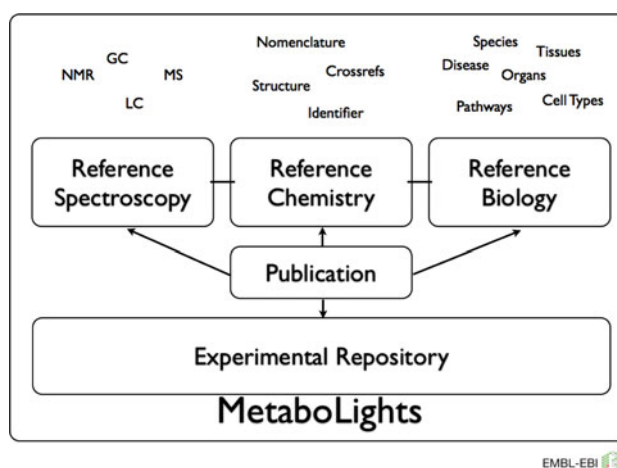 GC
NMR
MS
LC
Nomenclature
Crossrefs
Structure
Identifier
Species
Tissues
Disease
Organs
Pathways
Cell Types
Reference
Spectroscopy
Reference
Chemistry
Reference
Biology
Publication
Experimental Repository
MetaboLights
EMBL-EBI